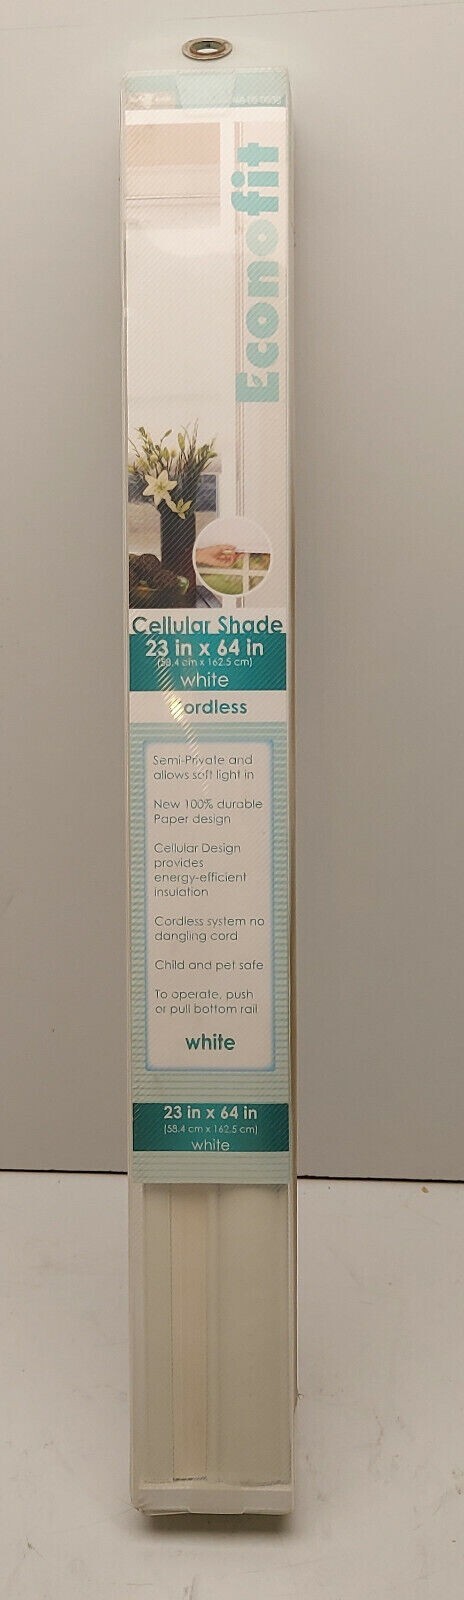 Econofit
Cellular Shade
23 in x 64 in
(58.4 cm x 162.5 cm)
white
cordless
Semi-Private and
allows soft light in
New 100% durable
Paper design
Cellular Design
provides
energy-efficient
insulation
Cordless system no
dangling cord
Child and pet safe
To operate, push
or pull bottom rail
white
23 in x 64 in
(58.4 cm x 162.5 cm)
white